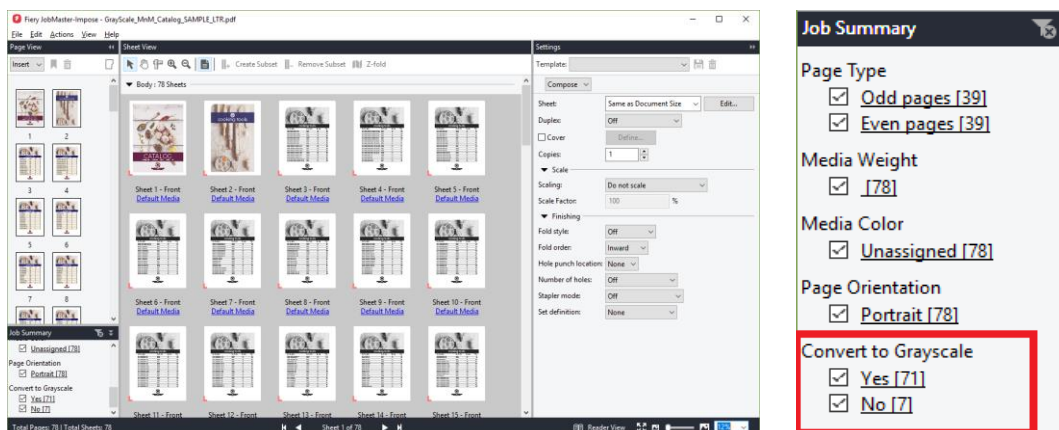 Fiery JobMaster-Impose - GrayScale_MnM_Catalog_SAMPLE_LTR.pdf
File Edit Actions View Help
Page View
Sheet View
Settings
Insert
Create Subset
Remove Subset
Z-fold
Template:
Body : 78 Sheets
Compose
Sheet: Same as Document Size Edit...
Duplex: Off
Cover Define...
Copies: 1
Scale
Scaling: Do not scale
Scale Factor: 100 %
Finishing
Fold style: Off
Fold order: Inward
Hole punch location: None
Number of holes: Off
Stapler mode: Off
Set definition: None
1 2
3 4
5 6
7 8
CATALOG
cooking tools
Sheet 1 - Front Sheet 2 - Front Sheet 3 - Front Sheet 4 - Front Sheet 5 - Front
Default Media Default Media Default Media Default Media Default Media
Sheet 6 - Front Sheet 7 - Front Sheet 8 - Front Sheet 9 - Front Sheet 10 - Front
Default Media Default Media Default Media Default Media Default Media
Sheet 11 - Front Sheet 12 - Front Sheet 13 - Front Sheet 14 - Front Sheet 15 - Front
Job Summary
Unassigned [78]
Page Orientation
Portrait [78]
Convert to Grayscale
Yes [71]
No [7]
Total Pages: 78 | Total Sheets: 78
Sheet 1 of 78
Reader View
12%
Job Summary
Page Type
Odd pages [39]
Even pages [39]
Media Weight
[78]
Media Color
Unassigned [78]
Page Orientation
Portrait [78]
Convert to Grayscale
Yes [71]
No [7]